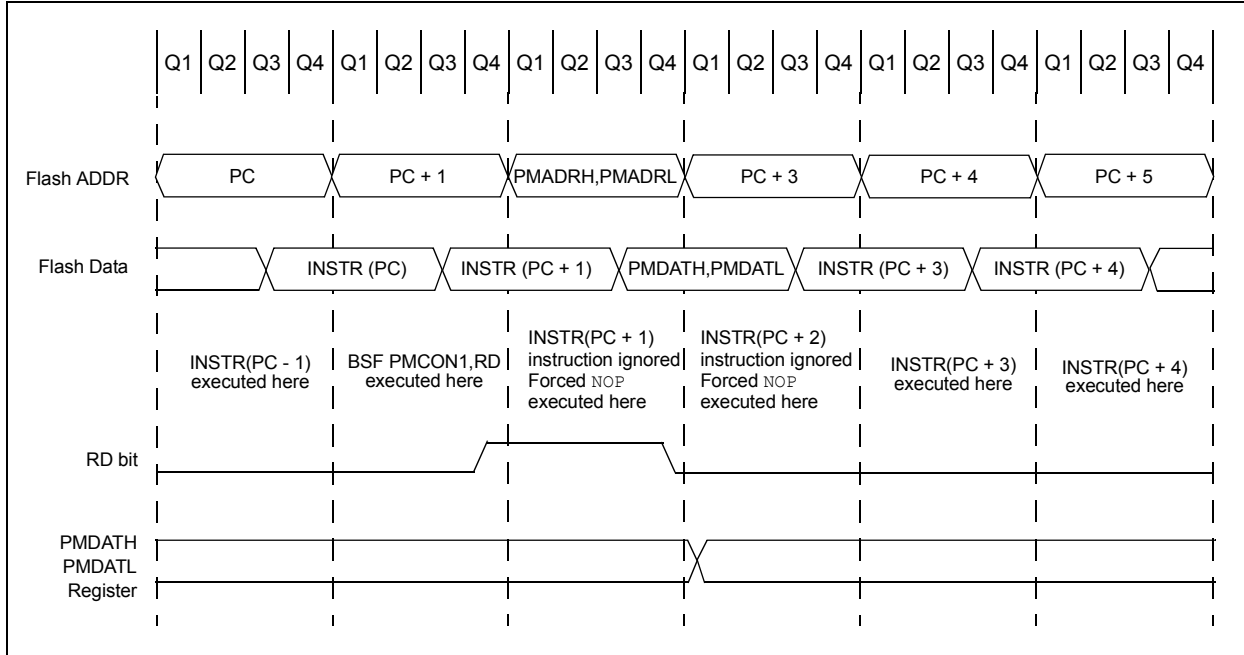 Q1 Q2 Q3 Q4 Q1 Q2 Q3 Q4 Q1 Q2 Q3 Q4 Q1 Q2 Q3 Q4 Q1 Q2 Q3 Q4 Q1 Q2 Q3 Q4
Flash ADDR PC PC + 1 PMADRH,PMADRL PC + 3 PC + 4 PC + 5
Flash Data INSTR (PC) INSTR (PC + 1) PMDATH,PMDATL INSTR (PC + 3) INSTR (PC + 4)
INSTR(PC - 1)
executed here
BSF PMCON1,RD
executed here
INSTR(PC + 1)
instruction ignored
Forced NOP
executed here
INSTR(PC + 2)
instruction ignored
Forced NOP
executed here
INSTR(PC + 3)
executed here
INSTR(PC + 4)
executed here
RD bit
PMDATH
PMDATL
Register